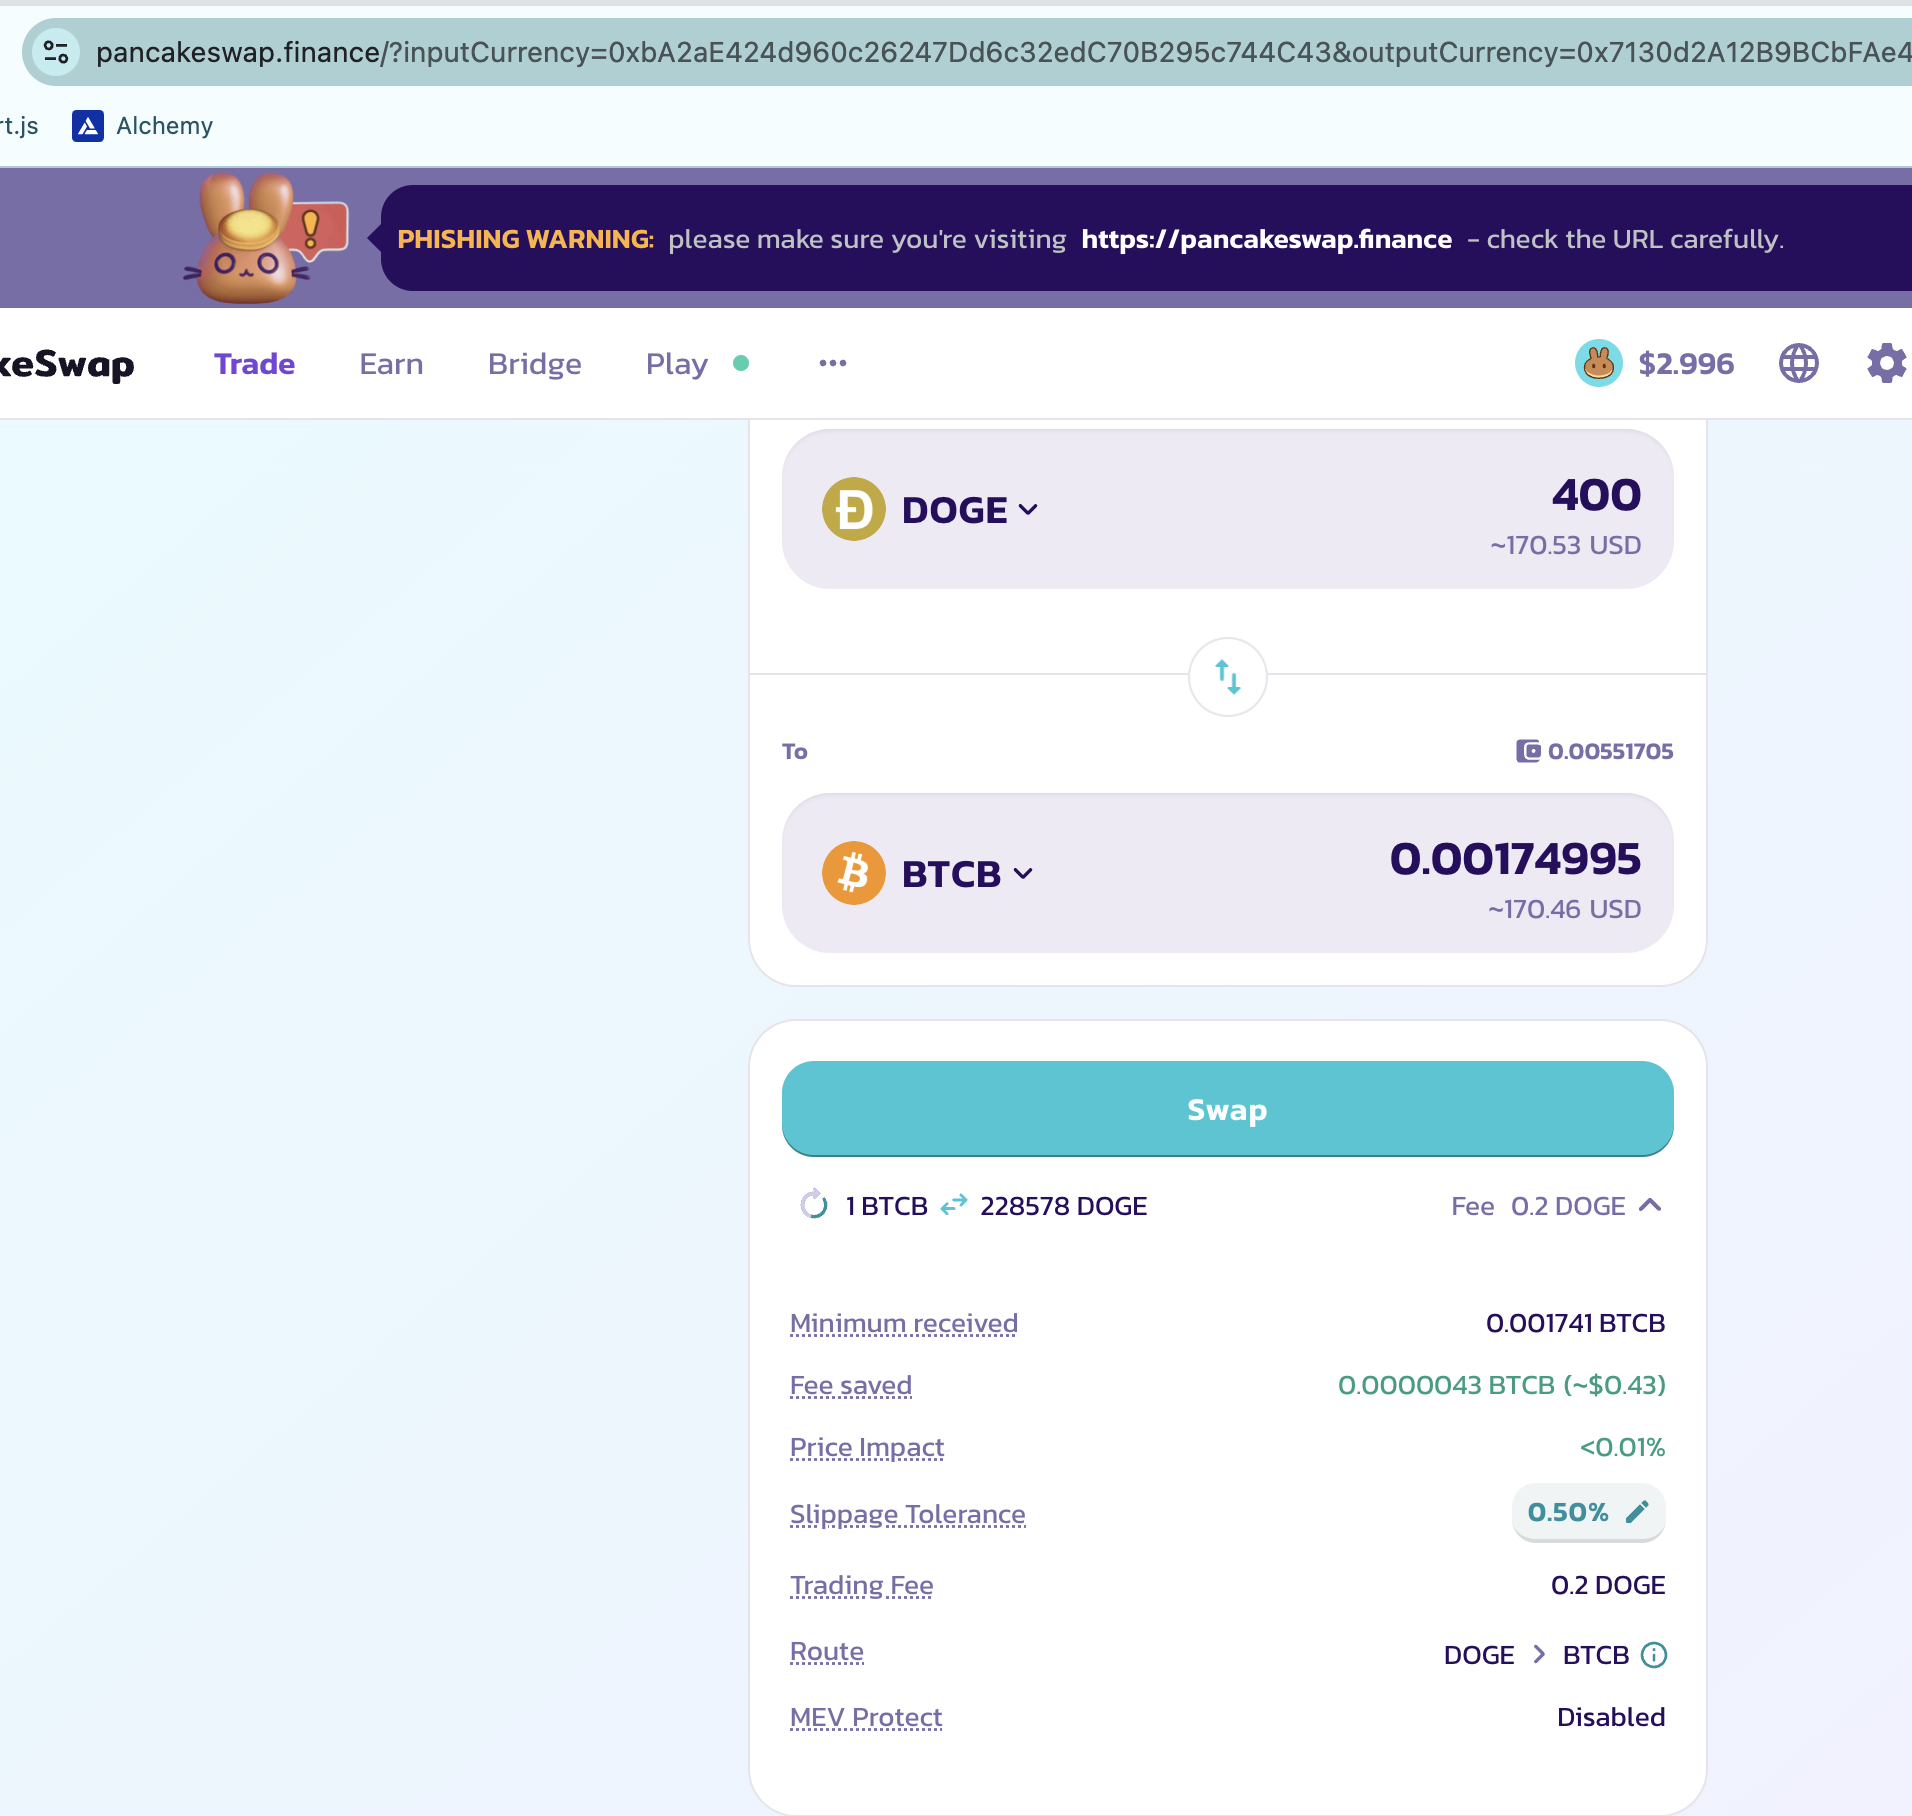 pancakeswap.finance/?inputCurrency=0xbA2aE424d960c26247Dd6c32edC70B295c744C43&outputCurrency=0x7130d2A12B9BCbFAe4
rt.js Alchemy
PHISHING WARNING: please make sure you're visiting https://pancakeswap.finance - check the URL carefully.
keSwap Trade Earn Bridge Play ••• $2.996
DOGE 400
~170.53 USD
To 0.00551705
BTCB 0.00174995
~170.46 USD
Swap
1 BTCB 228578 DOGE Fee 0.2 DOGE
Minimum received 0.001741 BTCB
Fee saved 0.0000043 BTCB (~$0.43)
Price Impact <0.01%
Slippage Tolerance 0.50%
Trading Fee 0.2 DOGE
Route DOGE > BTCB
MEV Protect Disabled